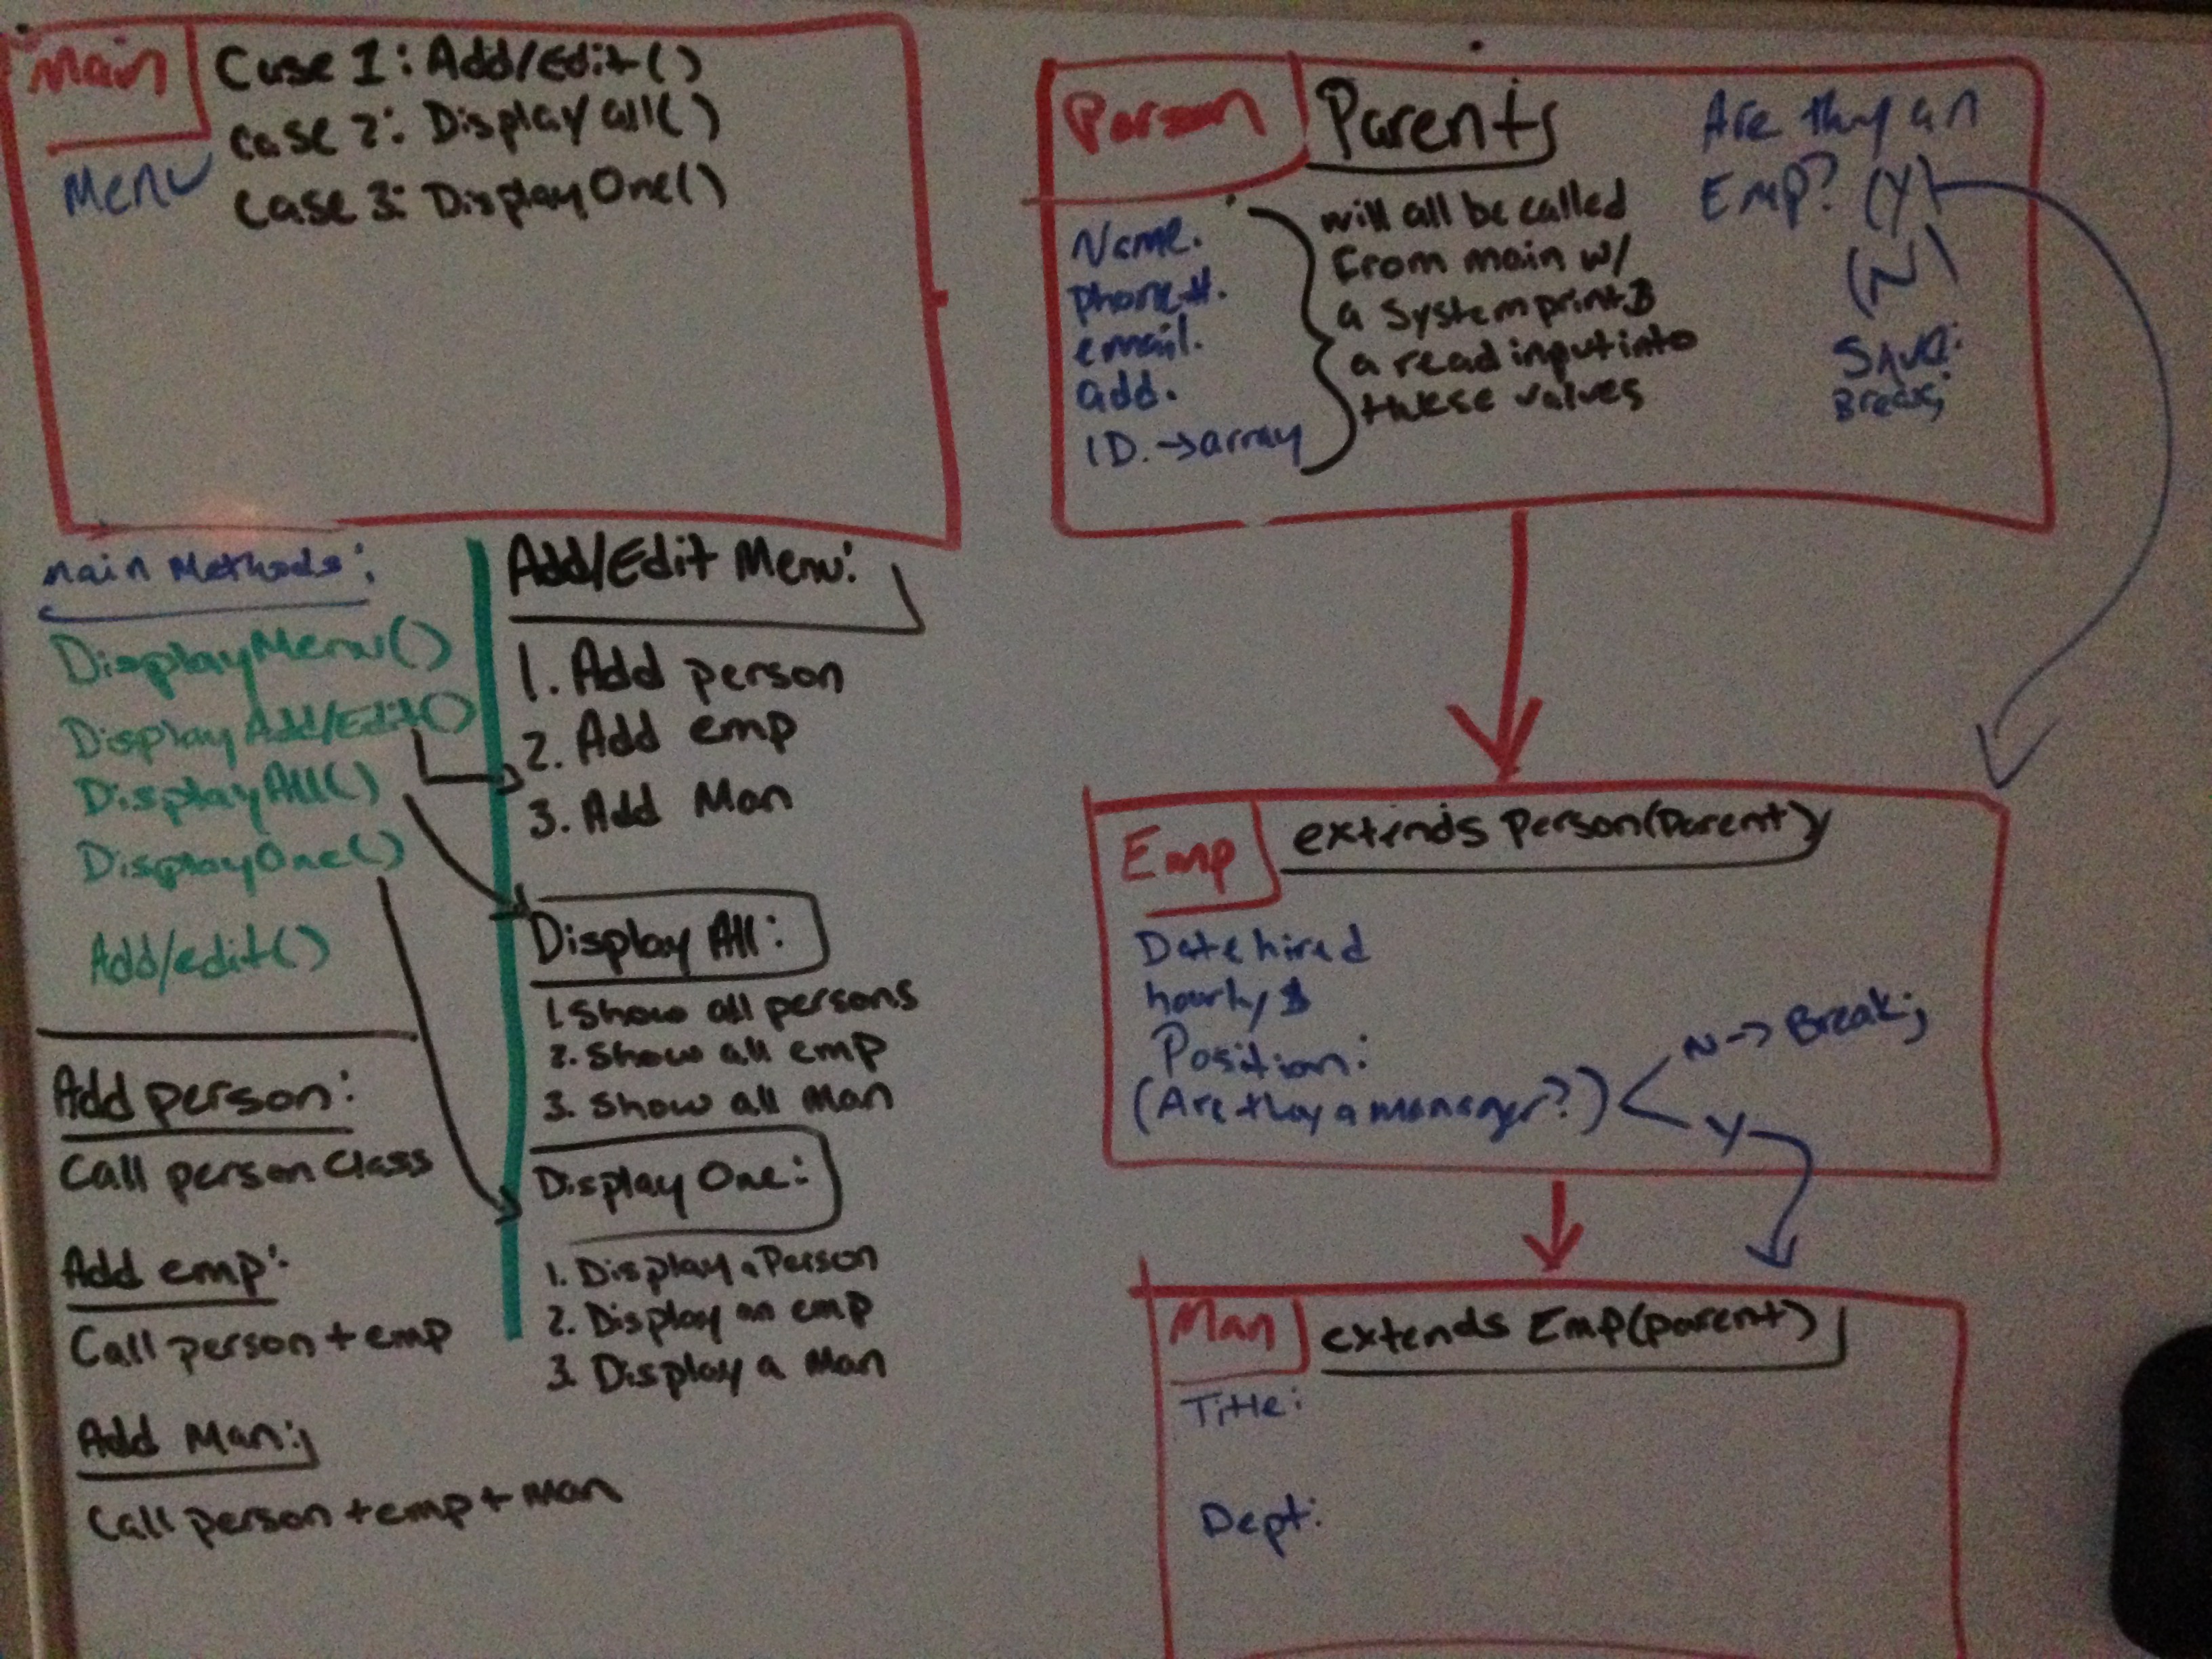 Main
Case 1: Add/Edit()
Case 2: Display all()
Case 3: DisplayOne()
Menu
main Methods:
DisplayMenu()
Display Add/Edit()
DisplayAll()
DisplayOne()
Add/edit()
Add person:
Call person Class
Add emp:
Call person + emp
Add Man:
Call person + emp + Man
Add/Edit Menu:
1. Add person
2. Add emp
3. Add Man
Display All:
1. Show all persons
2. Show all emp
3. Show all Man
Display One:
1. Display a Person
2. Display an emp
3. Display a Man
Person
Parents
Name.
phone #.
email.
add.
ID. → array
will all be called
From main w/
a System print &
a read input into
these values
Are they an
Emp? (Y)
(N)
Save:
Break;
Emp
extends Person(Parent)
Date hired
hourly $
Position:
(Are they a manager?)
N → Break;
Y
Man
extends Emp(parent)
Title:
Dept: